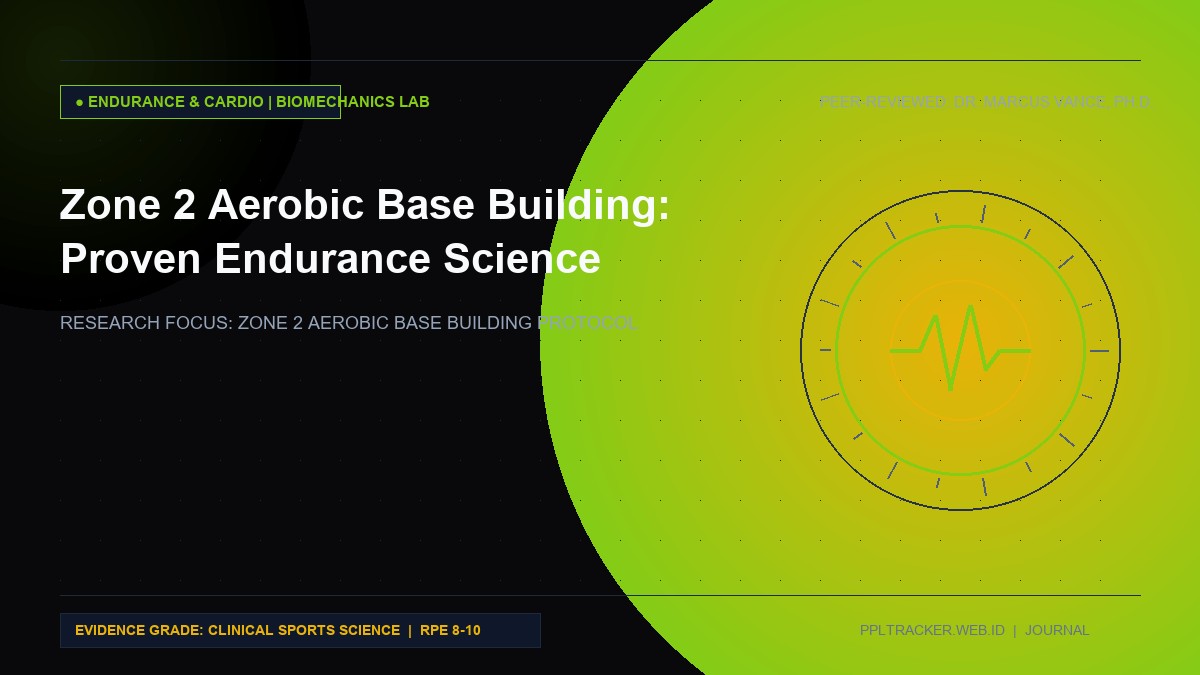 ● ENDURANCE & CARDIO | BIOMECHANICS LAB
PEER-REVIEWED: DR. MARCUS VANCE, PH.D
Zone 2 Aerobic Base Building:
Proven Endurance Science
RESEARCH FOCUS: ZONE 2 AEROBIC BASE BUILDING PROTOCOL
EVIDENCE GRADE: CLINICAL SPORTS SCIENCE | RPE 8-10
PPLTRACKER.WEB.ID | JOURNAL